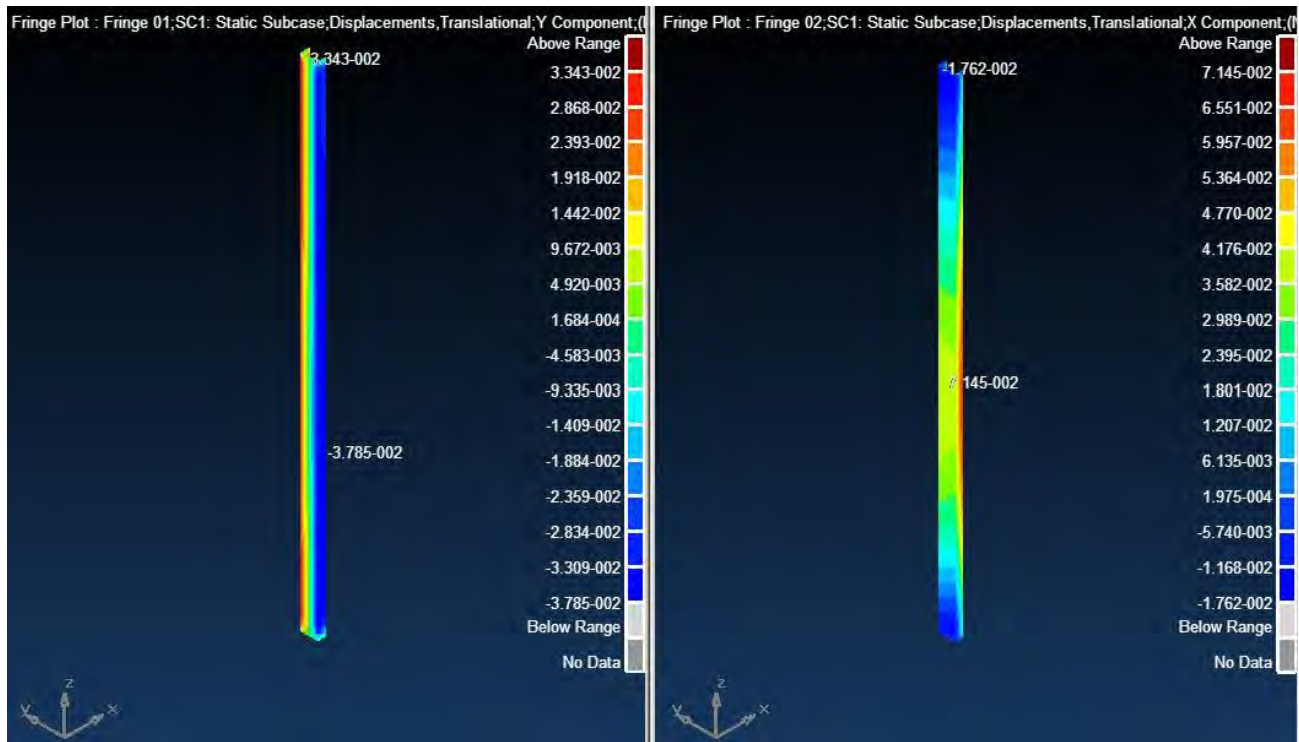 Fringe Plot : Fringe 01;SC1: Static Subcase;Displacements,Translational;Y Component;(
Above Range
3.343-002
3.343-002
2.868-002
2.393-002
1.918-002
1.442-002
9.672-003
4.920-003
1.684-004
-4.583-003
-9.335-003
-1.409-002
-1.884-002
-3.785-002
-2.359-002
-2.834-002
-3.309-002
-3.785-002
Below Range
No Data
z
y
x
Fringe Plot : Fringe 02;SC1: Static Subcase;Displacements,Translational;X Component;(
Above Range
-1.762-002
7.145-002
6.551-002
5.957-002
5.364-002
4.770-002
4.176-002
3.582-002
2.989-002
2.395-002
7.145-002
1.801-002
1.207-002
6.135-003
1.975-004
-5.740-003
-1.168-002
-1.762-002
Below Range
No Data
z
y
x